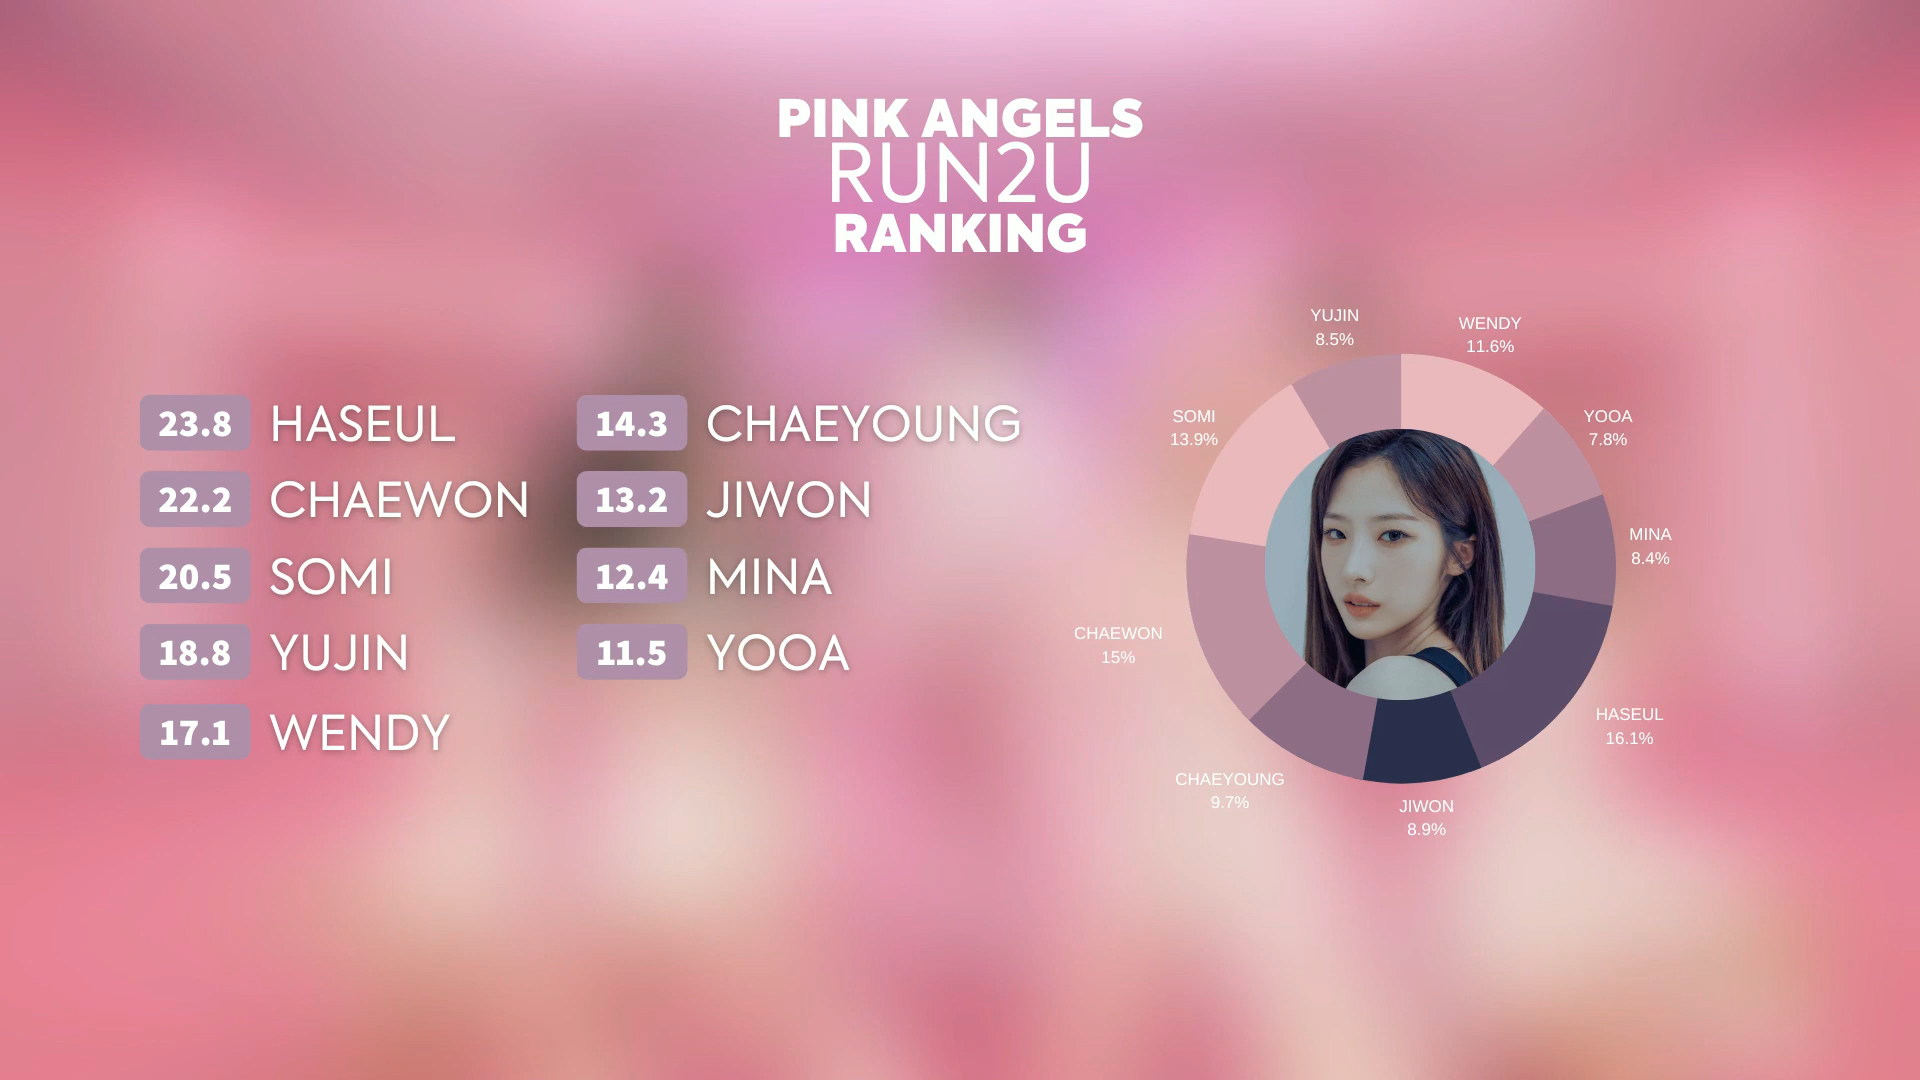 PINK ANGELS
RUN2U
RANKING
23.8 HASEUL
22.2 CHAEWON
20.5 SOMI
18.8 YUJIN
17.1 WENDY
14.3 CHAEYOUNG
13.2 JIWON
12.4 MINA
11.5 YOOA
YUJIN
8.5%
WENDY
11.6%
YOOA
7.8%
MINA
8.4%
HASEUL
16.1%
JIWON
8.9%
CHAEYOUNG
9.7%
CHAEWON
15%
SOMI
13.9%